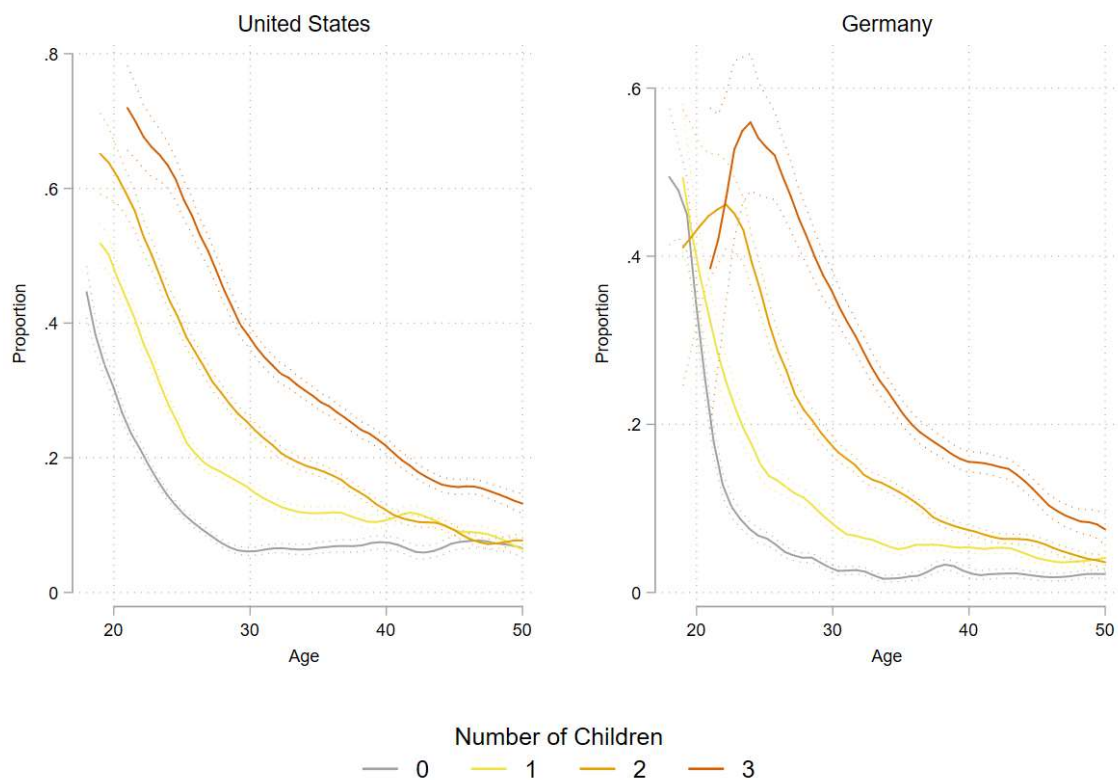 United States
Germany
.8
.6
.4
.2
0
Proportion
20
30
40
50
Age
.6
.4
.2
0
Proportion
20
30
40
50
Age
Number of Children
0 1 2 3